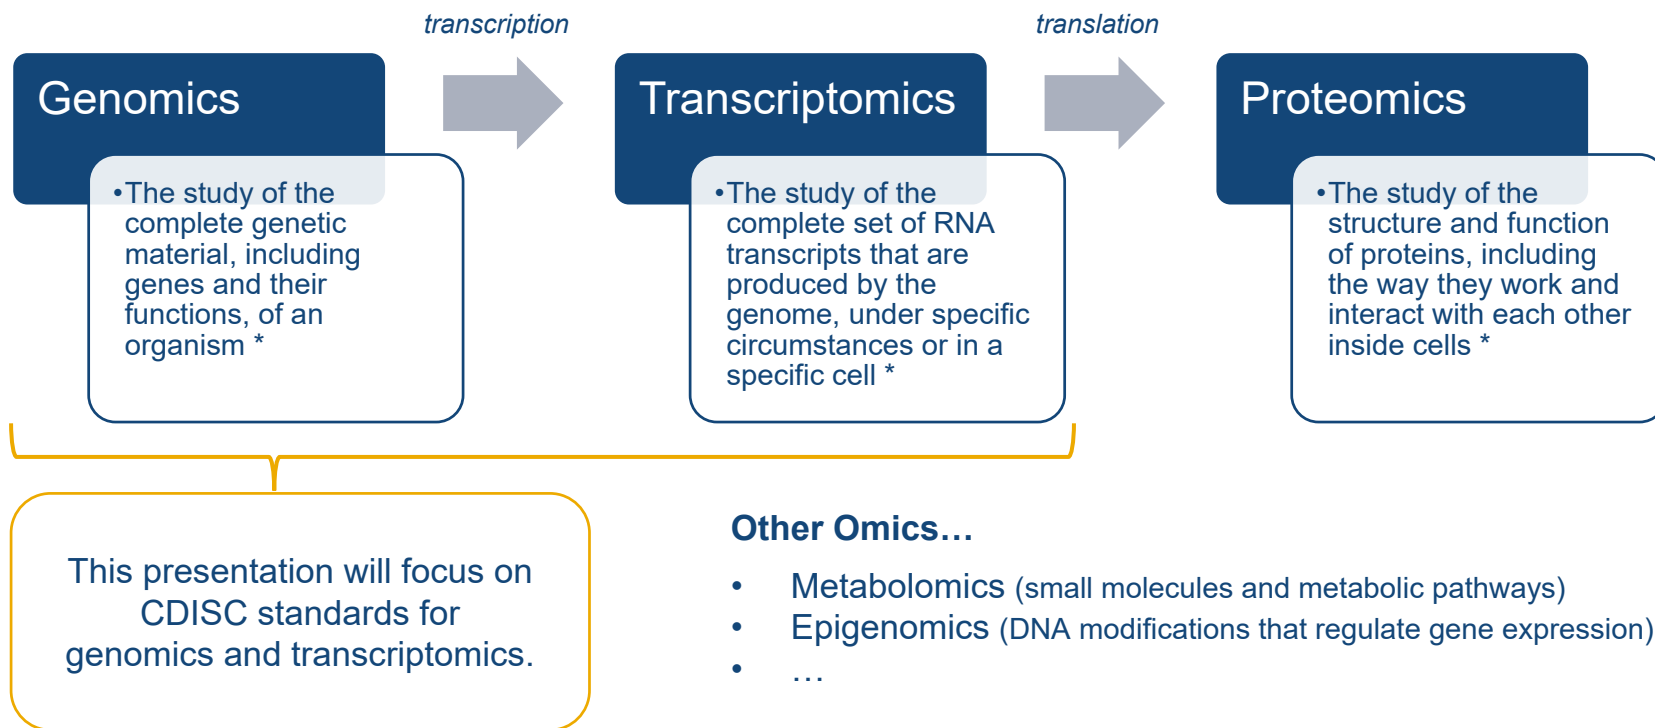 transcription
translation
Genomics
Transcriptomics
Proteomics
•The study of the
complete genetic
material, including
genes and their
functions, of an
organism *
•The study of the
complete set of RNA
transcripts that are
produced by the
genome, under specific
circumstances or in a
specific cell *
•The study of the
structure and function
of proteins, including
the way they work and
interact with each other
inside cells *
This presentation will focus on
CDISC standards for
genomics and transcriptomics.
Other Omics…
• Metabolomics (small molecules and metabolic pathways)
• Epigenomics (DNA modifications that regulate gene expression)
• …